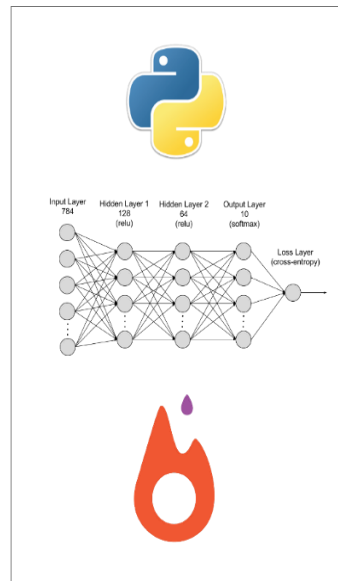 Input Layer
784
Hidden Layer 1
128
(relu)
Hidden Layer 2
64
(relu)
Output Layer
10
(softmax)
Loss Layer
(cross-entropy)